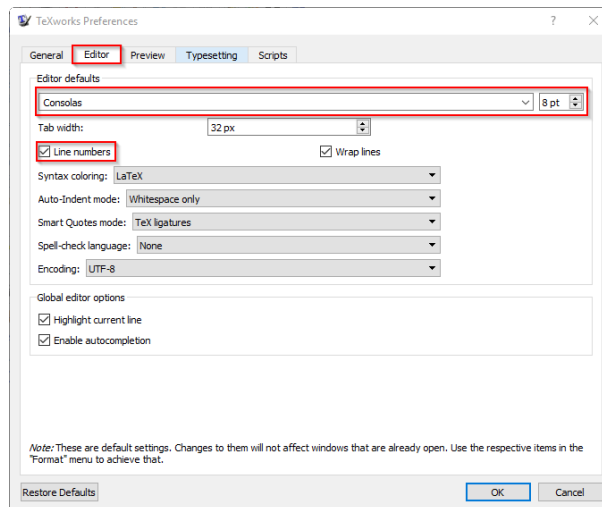 TeXworks Preferences
General Editor Preview Typesetting Scripts
Editor defaults
Consolas 8 pt
Tab width: 32 px
Line numbers Wrap lines
Syntax coloring: LaTeX
Auto-Indent mode: Whitespace only
Smart Quotes mode: TeX ligatures
Spell-check language: None
Encoding: UTF-8
Global editor options
Highlight current line
Enable autocompletion
Note: These are default settings. Changes to them will not affect windows that are already open. Use the respective items in the
"Format" menu to achieve that.
Restore Defaults OK Cancel